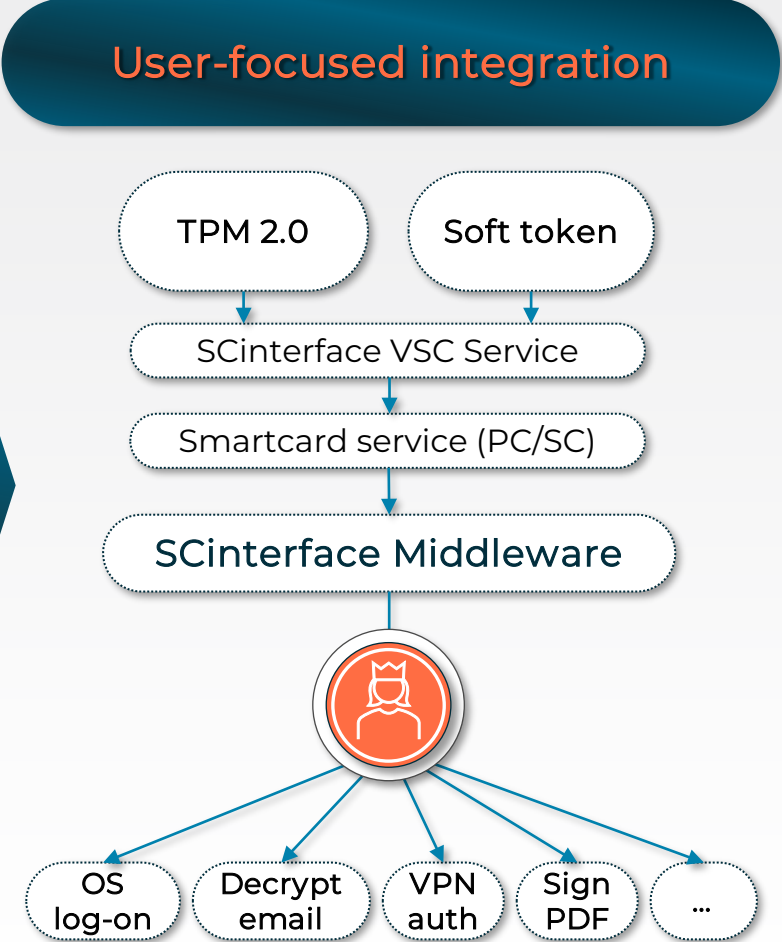 User-focused integration
TPM 2.0
Soft token
SCinterface VSC Service
Smartcard service (PC/SC)
SCinterface Middleware
OS
log-on
Decrypt
email
VPN
auth
Sign
PDF
...